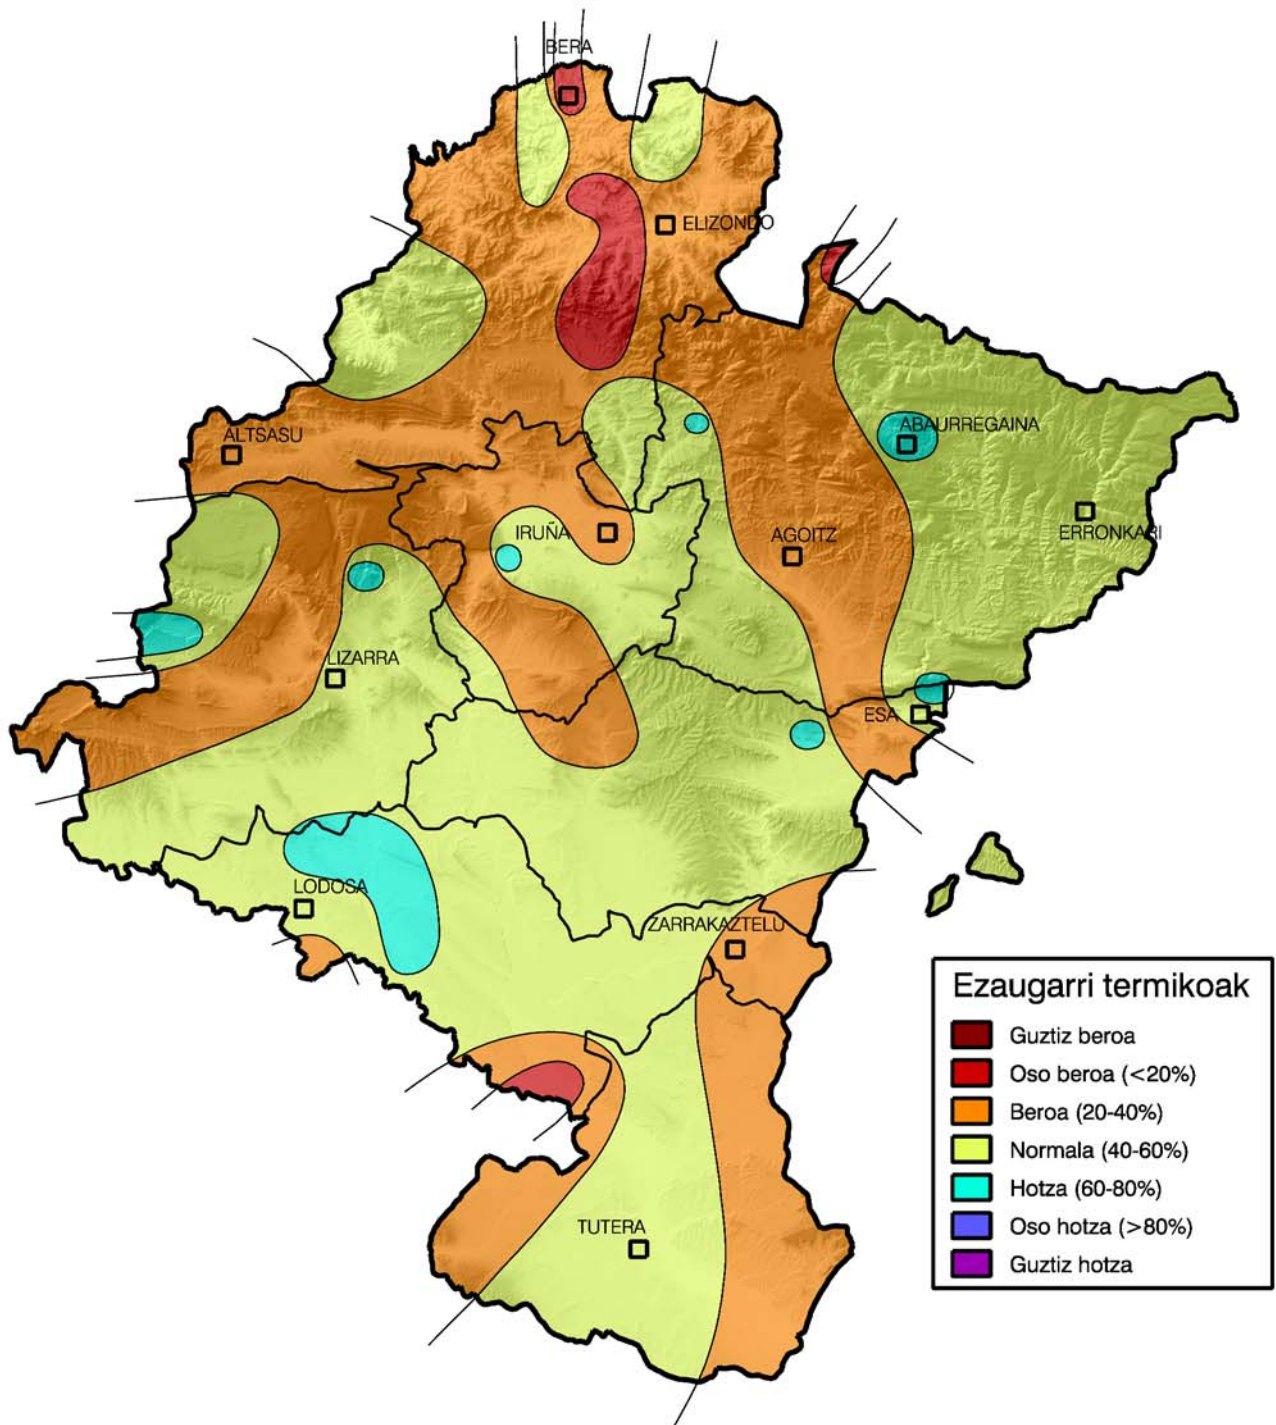 BERA
ELIZONDO
ALTSASU
ABAURREGAINA
IRUÑA
AGOITZ
ERRONKARI
LIZARRA
ESA
LODOSA
ZARRAKAZTELU
TUTERA
Ezaugarri termikoak
Guztiz beroa
Oso beroa (<20%)
Beroa (20-40%)
Normala (40-60%)
Hotza (60-80%)
Oso hotza (>80%)
Guztiz hotza